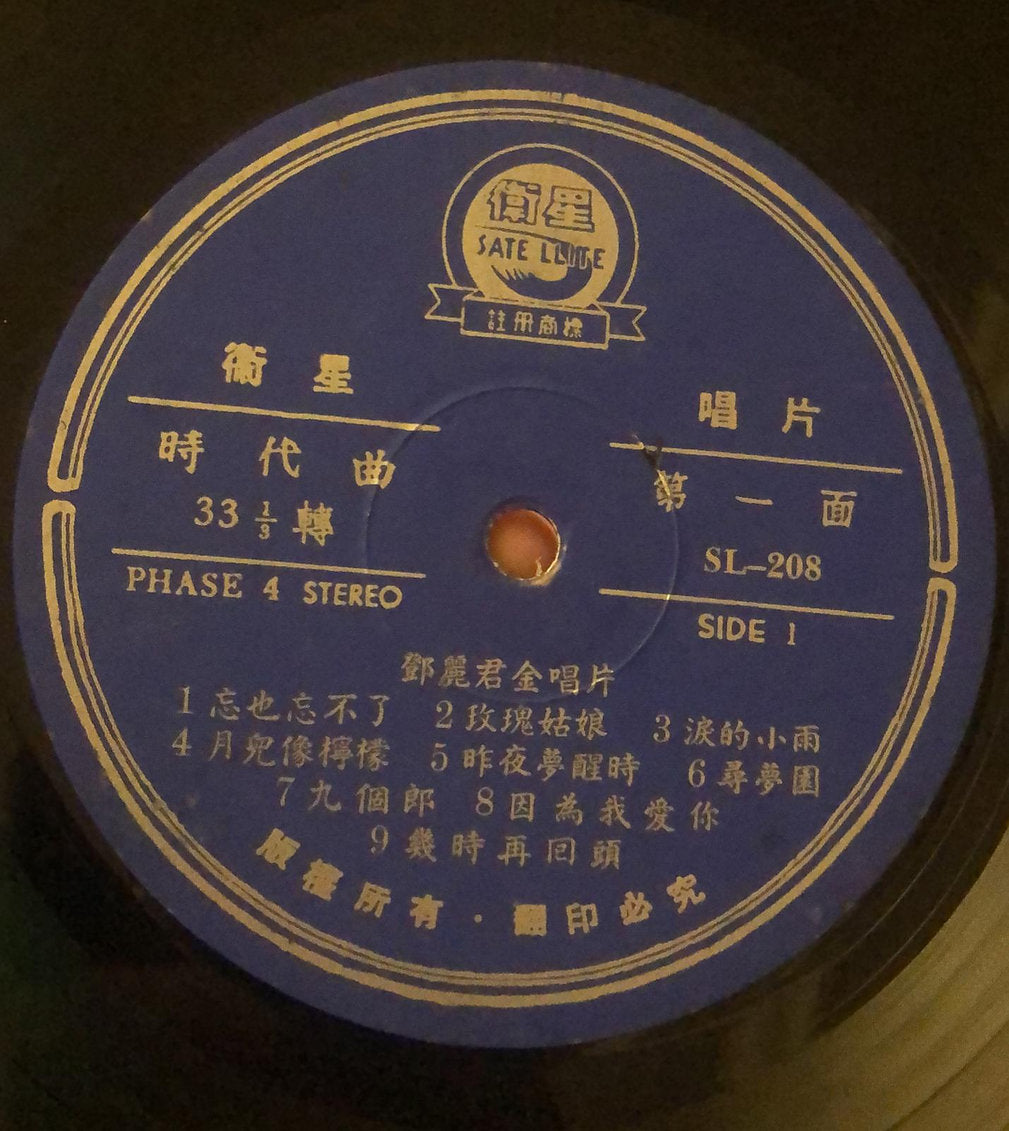 衛星
SATELLITE
註册商標
衛星 唱片
時代曲 第一面
33 1/3 轉 SL-208
PHASE 4 STEREO SIDE 1
鄧麗君金唱片
1 忘也忘不了 2 玫瑰姑娘 3 淚的小雨
4 月兒像檸檬 5 昨夜夢醒時 6 尋夢園
7 九個郎 8 因為我愛你
9 幾時再回頭
版權所有・翻印必究